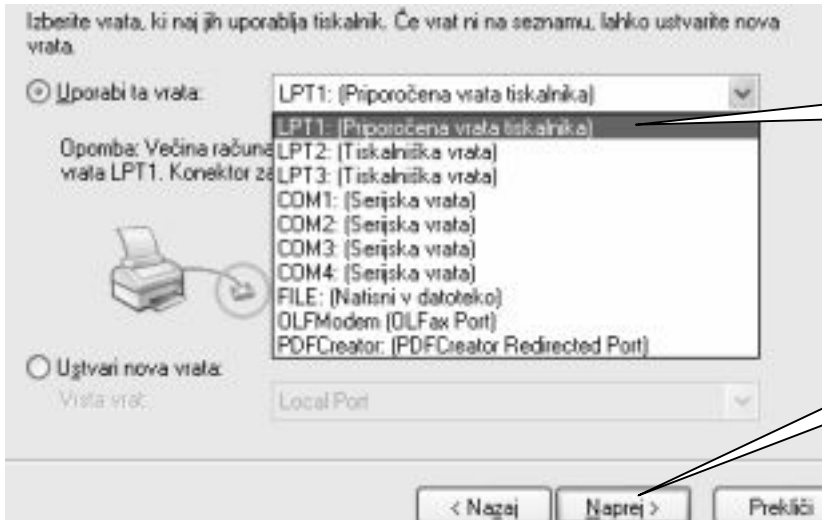 Izberite vrata, ki naj jih uporablja tiskalnik. Če vrat ni na seznamu, lahko ustvarite nova
vrata.
Uporabi ta vrata:
LPT1: (Priporočena vrata tiskalnika)
LPT1: (Priporočena vrata tiskalnika)
Opomba: Večina računa
LPT2: (Tiskalniška vrata)
vrata LPT1. Konektor za
LPT3: (Tiskalniška vrata)
COM1: (Serijska vrata)
COM2: (Serijska vrata)
COM3: (Serijska vrata)
COM4: (Serijska vrata)
FILE: (Natisni v datoteko)
OLFModem (OLFax Port)
PDFCreator: (PDFCreator Redirected Port)
Ustvari nova vrata:
Vrsta vrat:
Local Port
< Nazaj
Naprej >
Prekliči